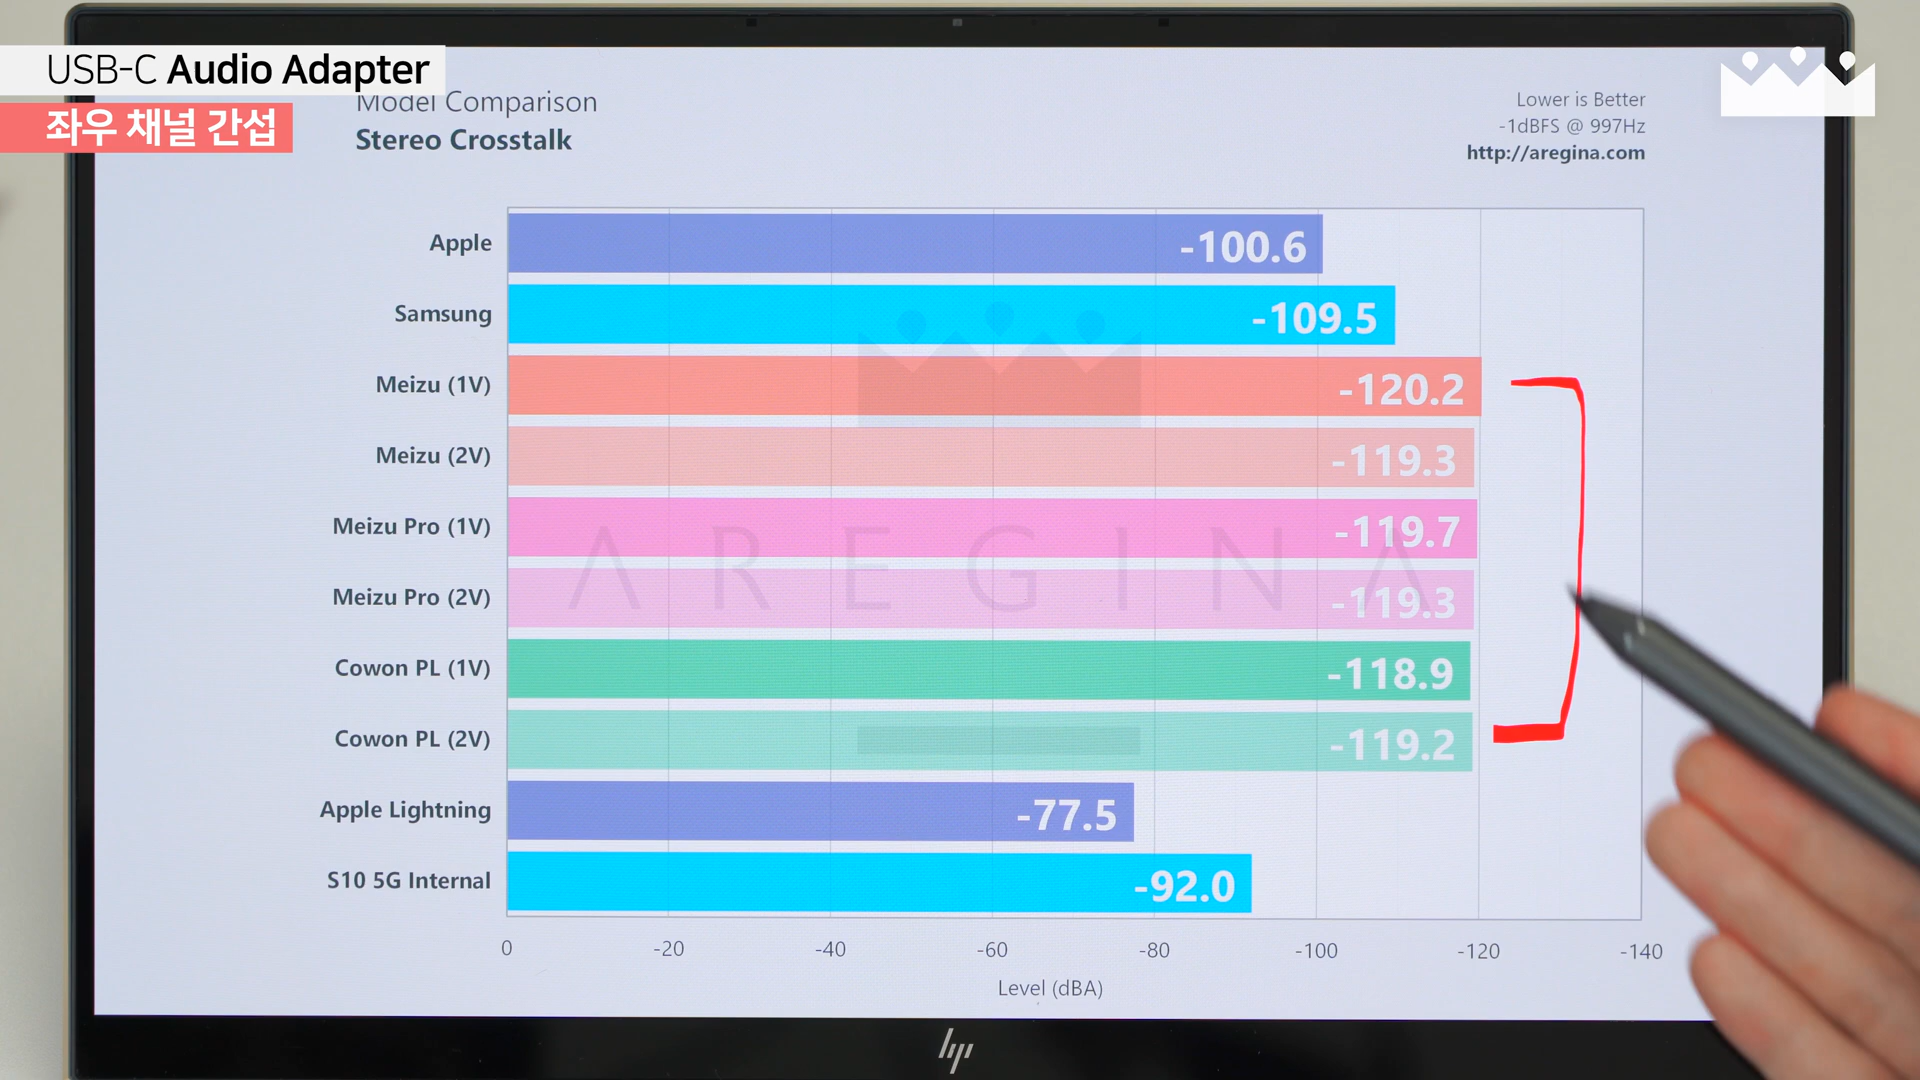 USB-C Audio Adapter
좌우 채널 간섭
Model Comparison
Stereo Crosstalk
Lower is Better
-1dBFS @ 997Hz
http://aregina.com
Apple -100.6
Samsung -109.5
Meizu (1V) -120.2
Meizu (2V) -119.3
Meizu Pro (1V) -119.7
Meizu Pro (2V) -119.3
Cowon PL (1V) -118.9
Cowon PL (2V) -119.2
Apple Lightning -77.5
S10 5G Internal -92.0
AREGINA
0 -20 -40 -60 -80 -100 -120 -140
Level (dBA)
hp